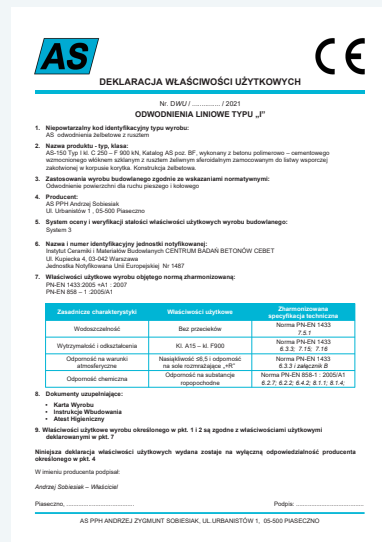 AS
CE
DEKLARACJA WŁAŚCIWOŚCI UŻYTKOWYCH
Nr. DWU / .............. / 2021
ODWODNIENIA LINIOWE TYPU „I”
1. Niepowtarzalny kod identyfikacyjny typu wyrobu:
AS odwodnienia żelbetowe z rusztem
2. Nazwa produktu - typ, klasa:
AS-150 Typ I kl. C 250 – F 900 kN, Katalog AS poz. BF, wykonany z betonu polimerowo – cementowego
wzmocnionego włóknem szklanym z rusztem żeliwnym sferoidalnym zamocowanym do listwy wsporczej
zakotwionej w korpusie korytka. Konstrukcja żelbetowa.
3. Zastosowania wyrobu budowlanego zgodnie ze wskazaniami normatywnymi:
Odwodnienie powierzchni dla ruchu pieszego i kołowego
4. Producent:
AS PPH Andrzej Sobiesiak
Ul. Urbanistów 1 , 05-500 Piaseczno
5. System oceny i weryfikacji stałości właściwości użytkowych wyrobu budowlanego:
System 3
6. Nazwa i numer identyfikacyjny jednostki notyfikowanej:
Instytut Ceramiki i Materiałów Budowlanych CENTRUM BADAŃ BETONÓW CEBET
Ul. Kupiecka 4, 03-042 Warszawa
Jednostka Notyfikowana Unii Europejskiej Nr 1487
7. Właściwości użytkowe wyrobu objętego normą zharmonizowaną:
PN-EN 1433:2005 +A1 : 2007
PN-EN 858 – 1 :2005/A1
Zasadnicze charakterystyki Właściwości użytkowe Zharmonizowana
specyfikacja techniczna
Wodoszczelność Bez przecieków Norma PN-EN 1433
7.5.1
Wytrzymałość i odkształcenia Kl. A15 – kl. F900 Norma PN-EN 1433
6.3.3; 7.15; 7.16
Odporność na warunki
atmosferyczne Nasiąkliwość ≤6,5 i odporność
na sole rozmrażające „+R” Norma PN-EN 1433
6.3.3 i załącznik B
Odporność chemiczna Odporność na substancje
ropopochodne Norma PN-EN 858-1 : 2005/A1
6.2.7; 6.2.2; 6.4.2; 8.1.1; 8.1.4;
8. Dokumenty uzupełniające:
• Karta Wyrobu
• Instrukcje Wbudowania
• Atest Higieniczny
9. Właściwości użytkowe wyrobu określonego w pkt. 1 i 2 są zgodne z właściwościami użytkowymi
deklarowanymi w pkt. 7
Niniejsza deklaracja właściwości użytkowych wydana zostaje na wyłączną odpowiedzialność producenta
określonego w pkt. 4
W imieniu producenta podpisał:
Andrzej Sobiesiak – Właściciel
Piaseczno, ...................................... Podpis: ......................................
AS PPH ANDRZEJ ZYGMUNT SOBIESIAK, UL.URBANISTÓW 1, 05-500 PIASECZNO